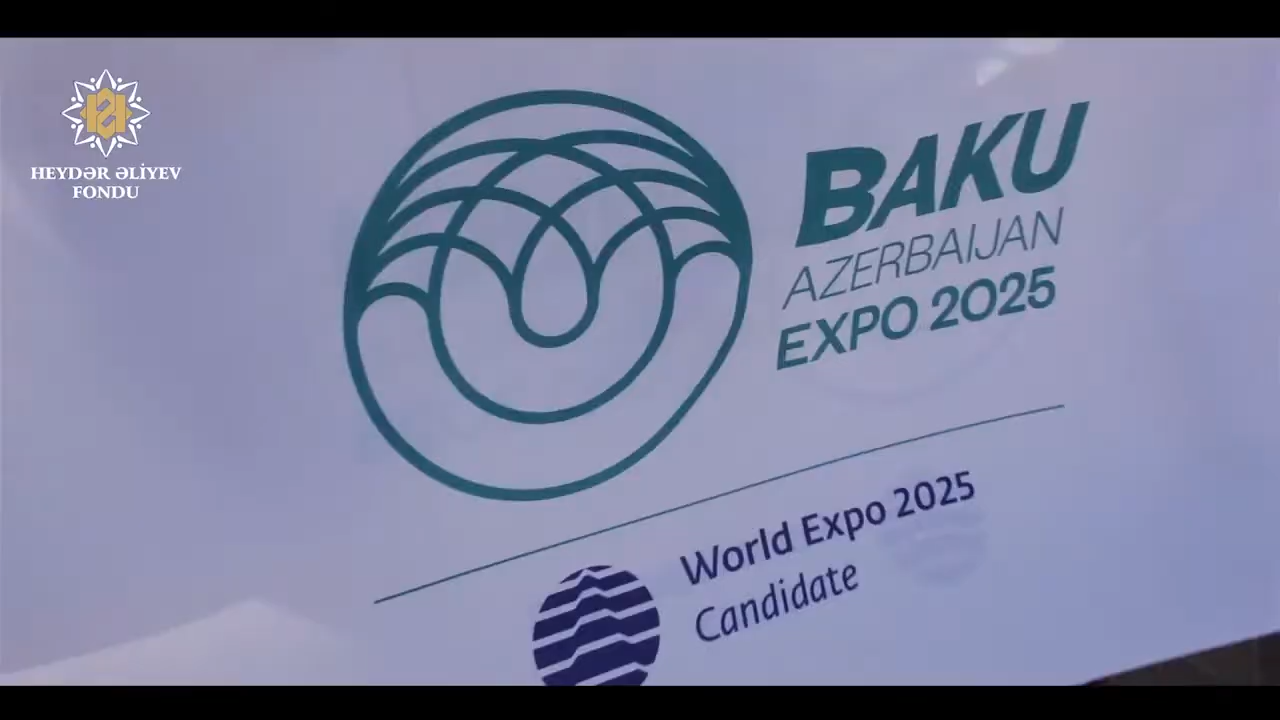 HEYDƏR ƏLİYEV
FONDU
BAKU
AZERBAIJAN
EXPO 2025
World Expo 2025
Candidate